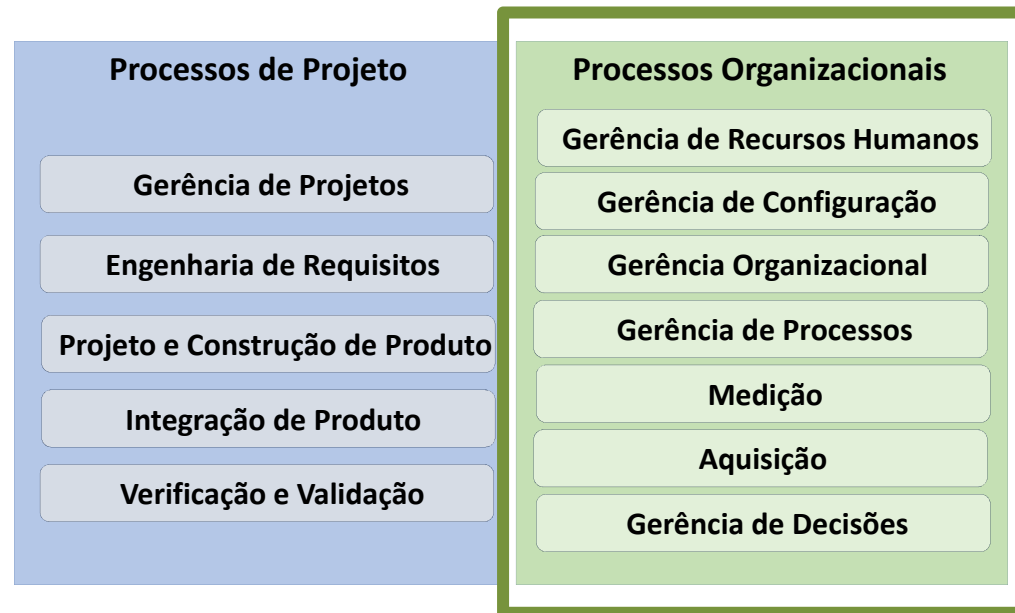 Processos de Projeto
Gerência de Projetos
Engenharia de Requisitos
Projeto e Construção de Produto
Integração de Produto
Verificação e Validação
Processos Organizacionais
Gerência de Recursos Humanos
Gerência de Configuração
Gerência Organizacional
Gerência de Processos
Medição
Aquisição
Gerência de Decisões